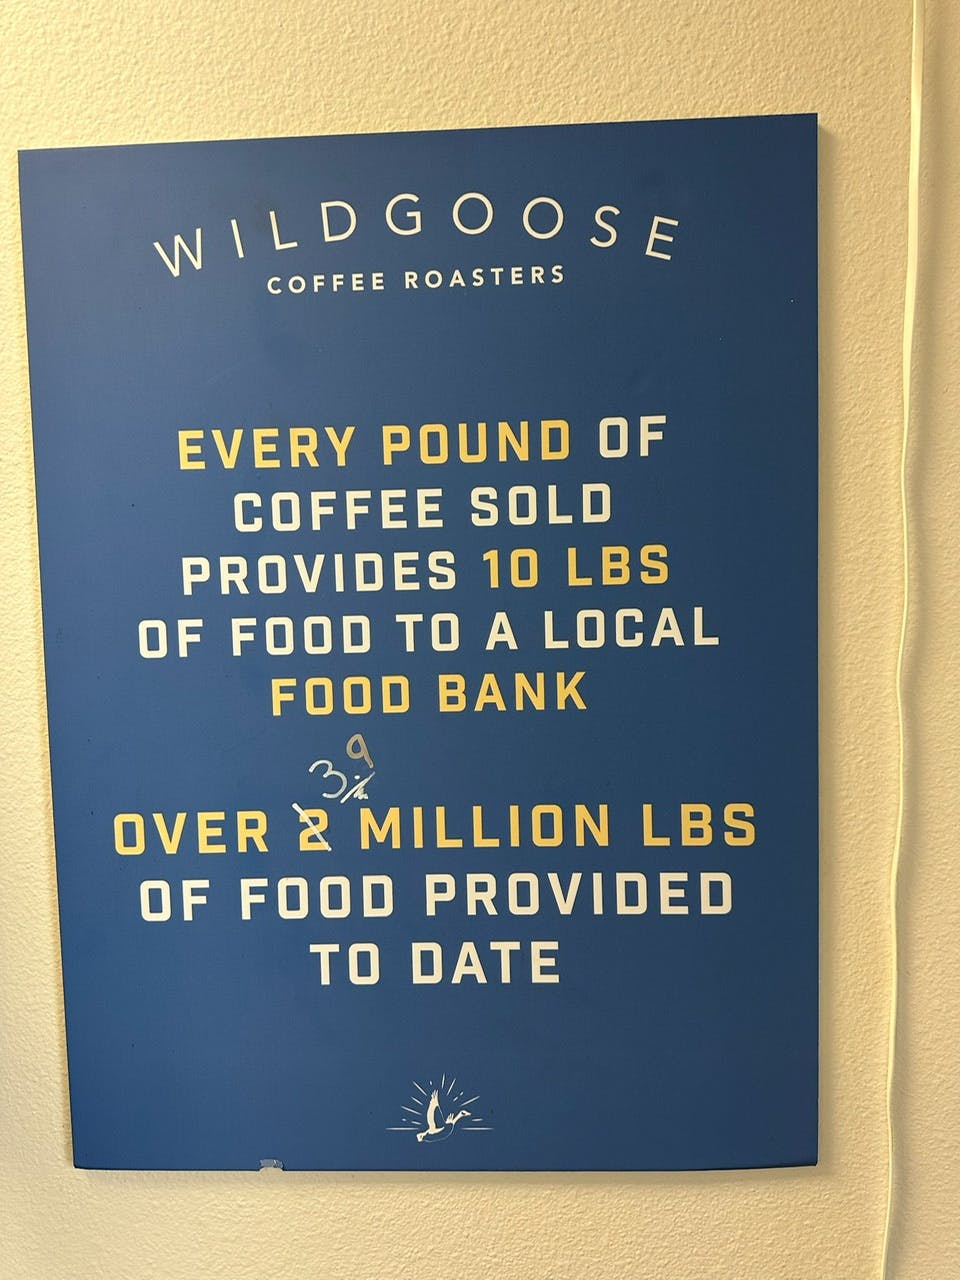 WILDGOOSE
COFFEE ROASTERS
EVERY POUND OF
COFFEE SOLD
PROVIDES 10 LBS
OF FOOD TO A LOCAL
FOOD BANK
3.9
OVER 2 MILLION LBS
OF FOOD PROVIDED
TO DATE